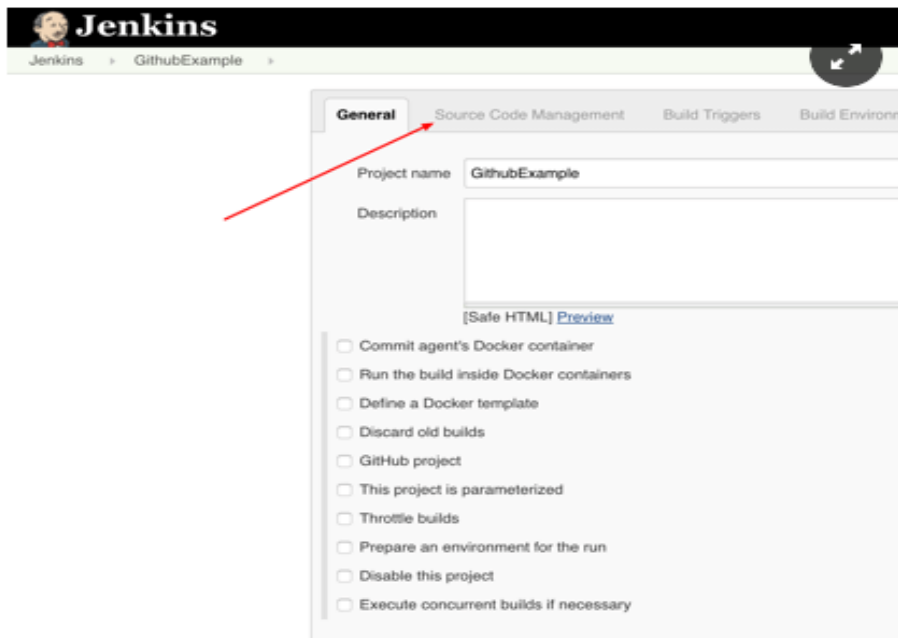 Jenkins
Jenkins GithubExample
General Source Code Management Build Triggers Build Environ
Project name GithubExample
Description
[Safe HTML] Preview
Commit agent's Docker container
Run the build inside Docker containers
Define a Docker template
Discard old builds
GitHub project
This project is parameterized
Throttle builds
Prepare an environment for the run
Disable this project
Execute concurrent builds if necessary